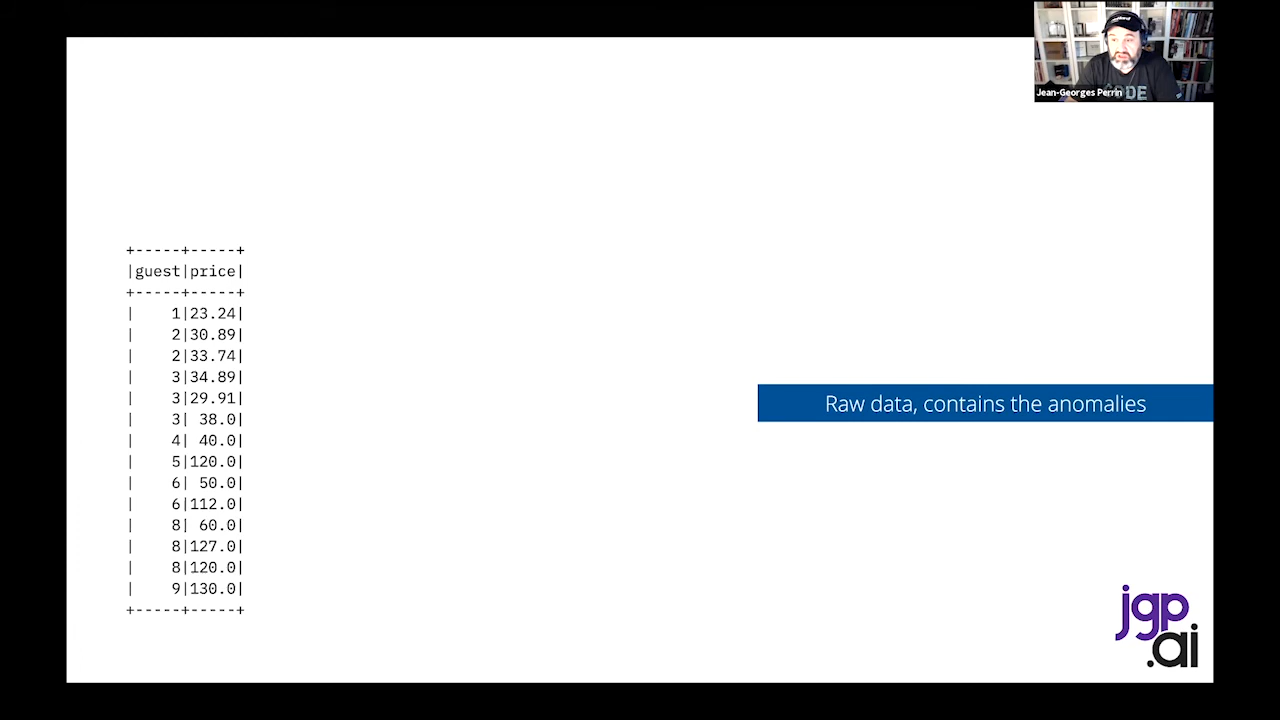 Jean-Georges Perrin
CODE
+-----+-----+
|guest|price|
+-----+-----+
|    1|23.24|
|    2|30.89|
|    2|33.74|
|    3|34.89|
|    3|29.91|
|    3| 38.0|
|    4| 40.0|
|    5|120.0|
|    6| 50.0|
|    6|112.0|
|    8| 60.0|
|    8|127.0|
|    8|120.0|
|    9|130.0|
+-----+-----+
Raw data, contains the anomalies
jgp
.ai